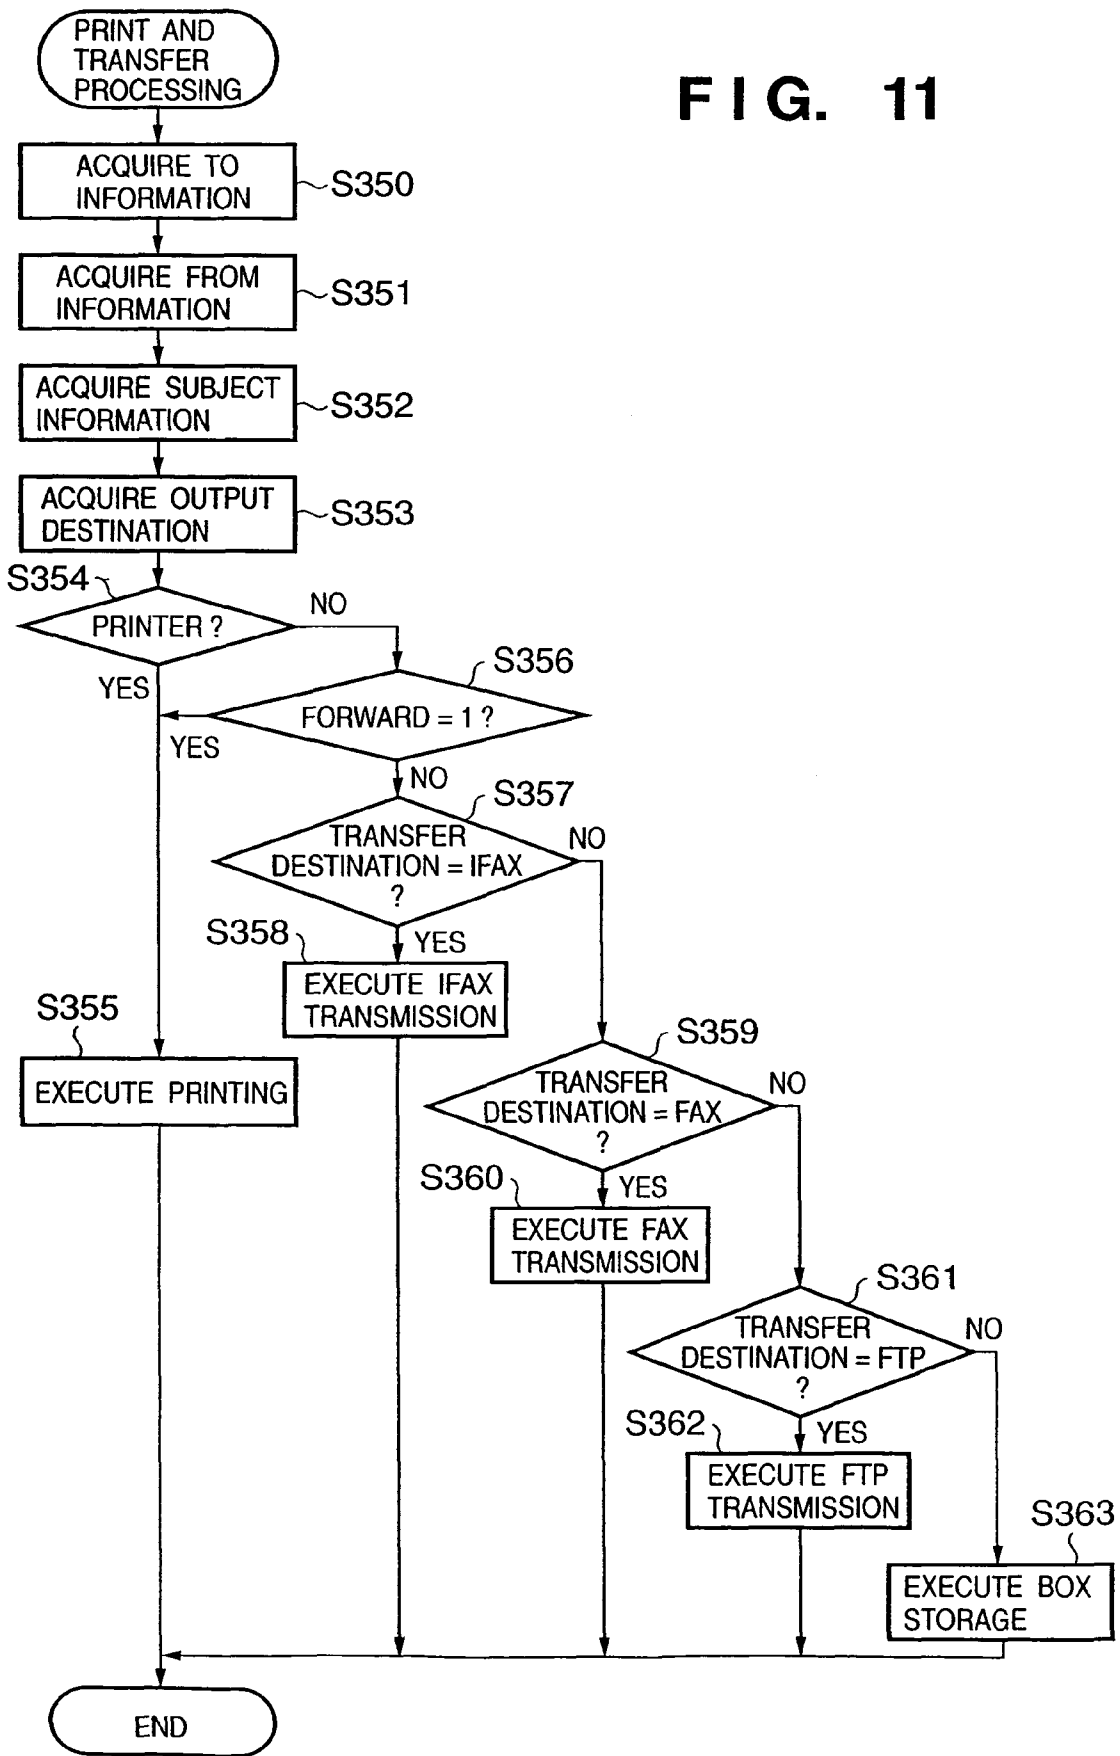 PRINT AND
TRANSFER
PROCESSING
FIG. 11
ACQUIRE TO
INFORMATION
S350
ACQUIRE FROM
INFORMATION
S351
ACQUIRE SUBJECT
INFORMATION
S352
ACQUIRE OUTPUT
DESTINATION
S353
S354
PRINTER ?
NO
YES
S356
FORWARD = 1 ?
YES
NO
S357
TRANSFER
DESTINATION = IFAX
?
NO
YES
S358
EXECUTE IFAX
TRANSMISSION
S355
EXECUTE PRINTING
S359
TRANSFER
DESTINATION = FAX
?
NO
YES
S360
EXECUTE FAX
TRANSMISSION
S361
TRANSFER
DESTINATION = FTP
?
NO
YES
S362
EXECUTE FTP
TRANSMISSION
S363
EXECUTE BOX
STORAGE
END